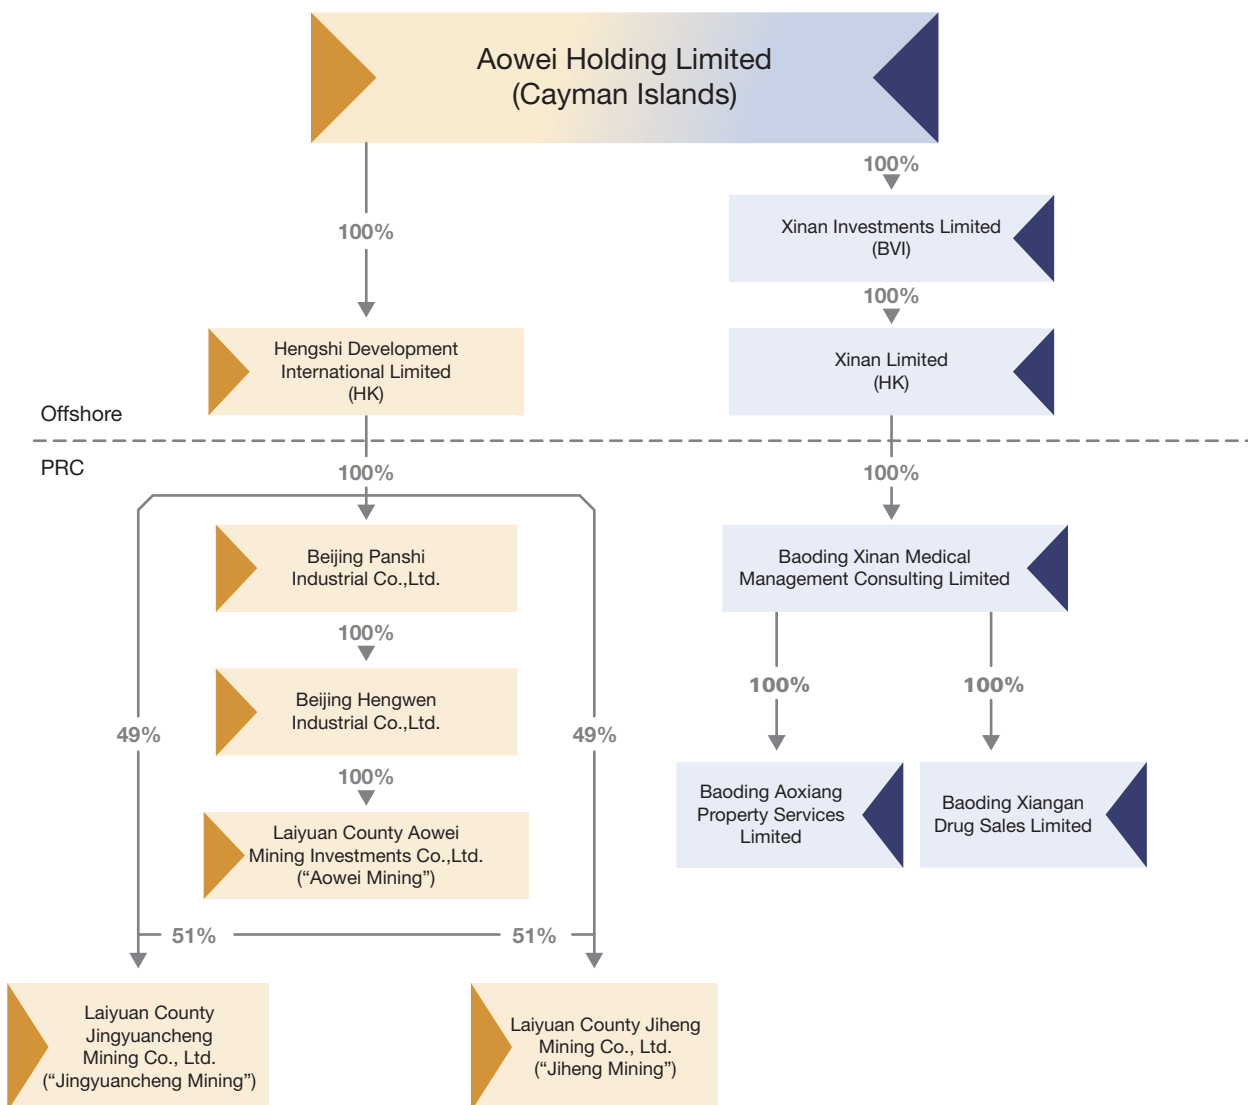 Aowei Holding Limited
(Cayman Islands)
100%
100%
Xinan Investments Limited
(BVI)
100%
Hengshi Development
International Limited
(HK)
Xinan Limited
(HK)
Offshore
PRC
100%
100%
Beijing Panshi
Industrial Co.,Ltd.
Baoding Xinan Medical
Management Consulting Limited
100%
100%
100%
Beijing Hengwen
Industrial Co.,Ltd.
49%
49%
100%
Baoding Aoxiang
Property Services
Limited
Baoding Xiangan
Drug Sales Limited
Laiyuan County Aowei
Mining Investments Co.,Ltd.
(“Aowei Mining”)
51%
51%
Laiyuan County
Jingyuancheng
Mining Co., Ltd.
(“Jingyuancheng Mining”)
Laiyuan County Jiheng
Mining Co., Ltd.
(“Jiheng Mining”)